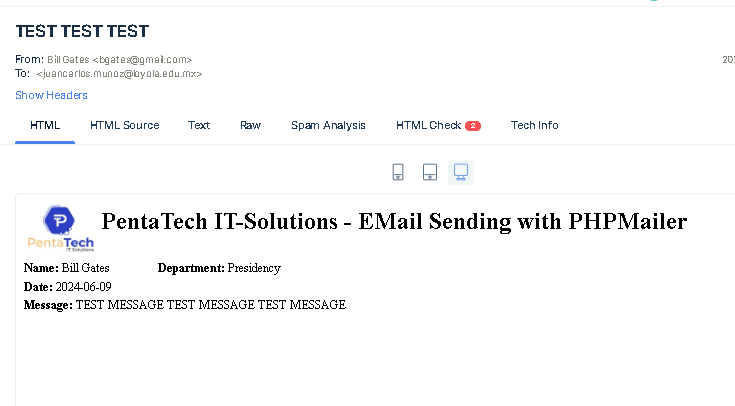 TEST TEST TEST
From: Bill Gates <bgates@gmail.com>
To: <juancarlos.munoz@loyola.edu.mx>
Show Headers
HTML HTML Source Text Raw Spam Analysis HTML Check 2 Tech Info
P
PentaTech
IT Solutions
PentaTech IT-Solutions - EMail Sending with PHPMailer
Name: Bill Gates Department: Presidency
Date: 2024-06-09
Message: TEST MESSAGE TEST MESSAGE TEST MESSAGE